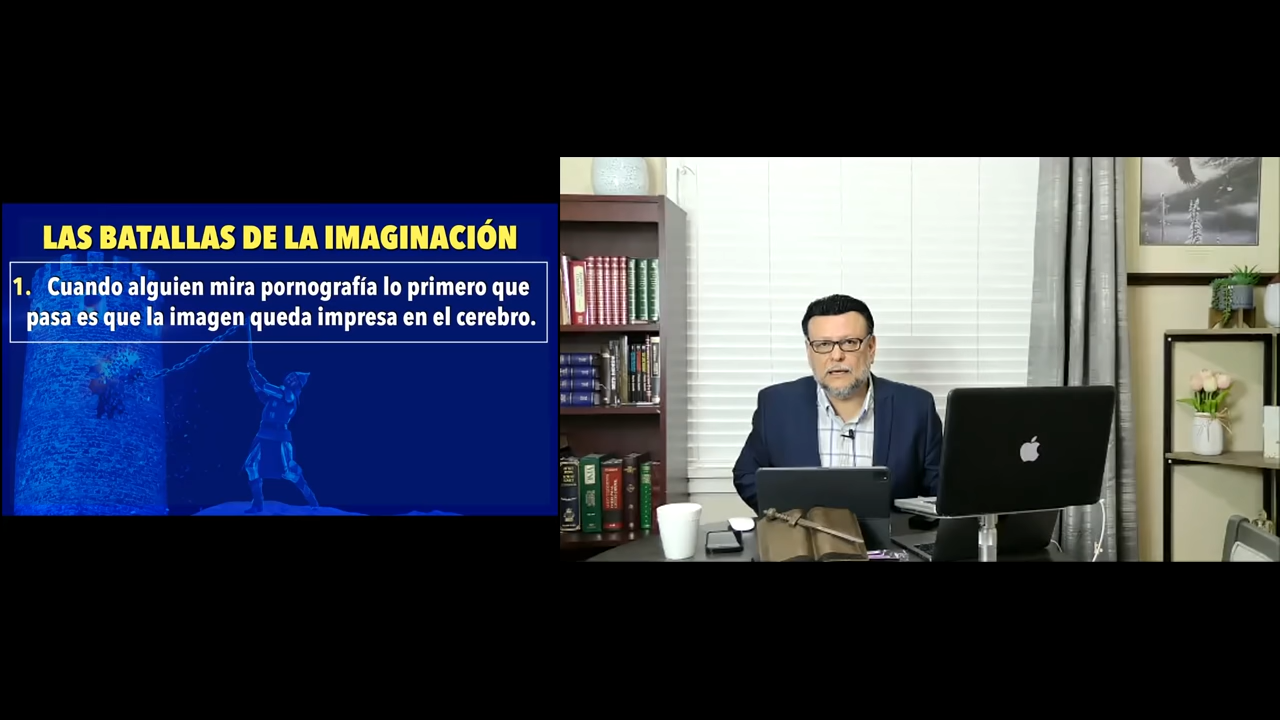 LAS BATALLAS DE LA IMAGINACIÓN
1. Cuando alguien mira pornografía lo primero que
pasa es que la imagen queda impresa en el cerebro.